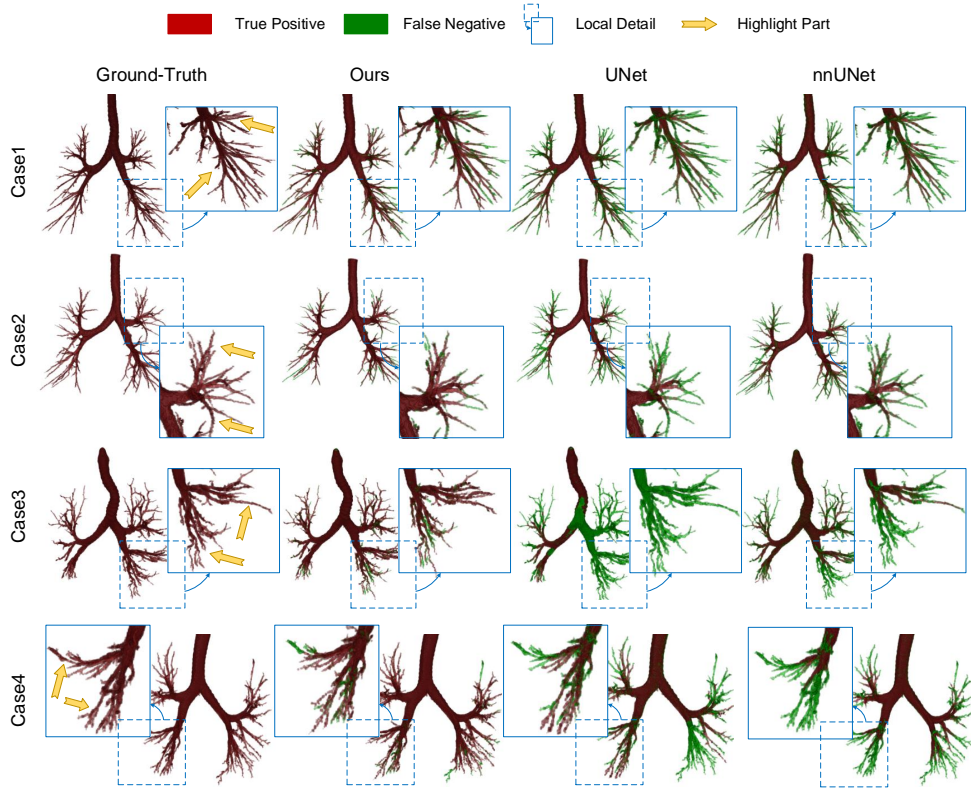 True Positive False Negative Local Detail Highlight Part
Ground-Truth Ours UNet nnUNet
Case1
Case2
Case3
Case4